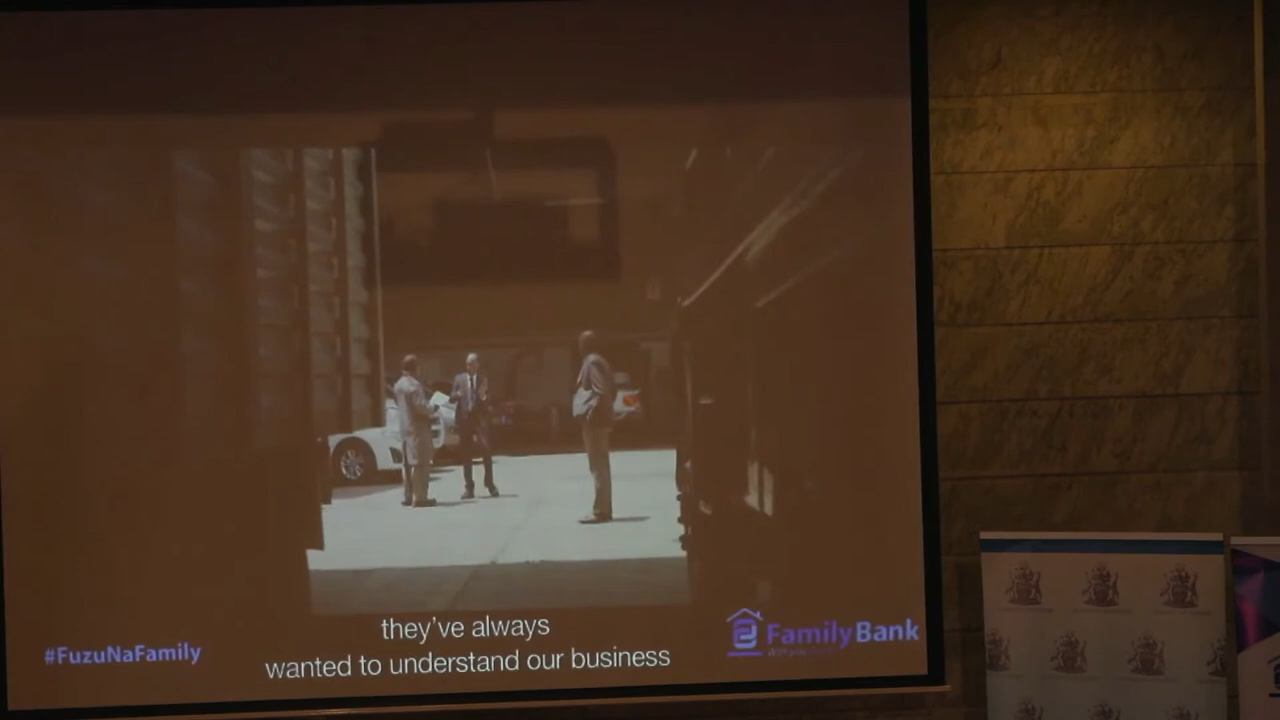 they've always
wanted to understand our business
#FuzuNaFamily
FamilyBank